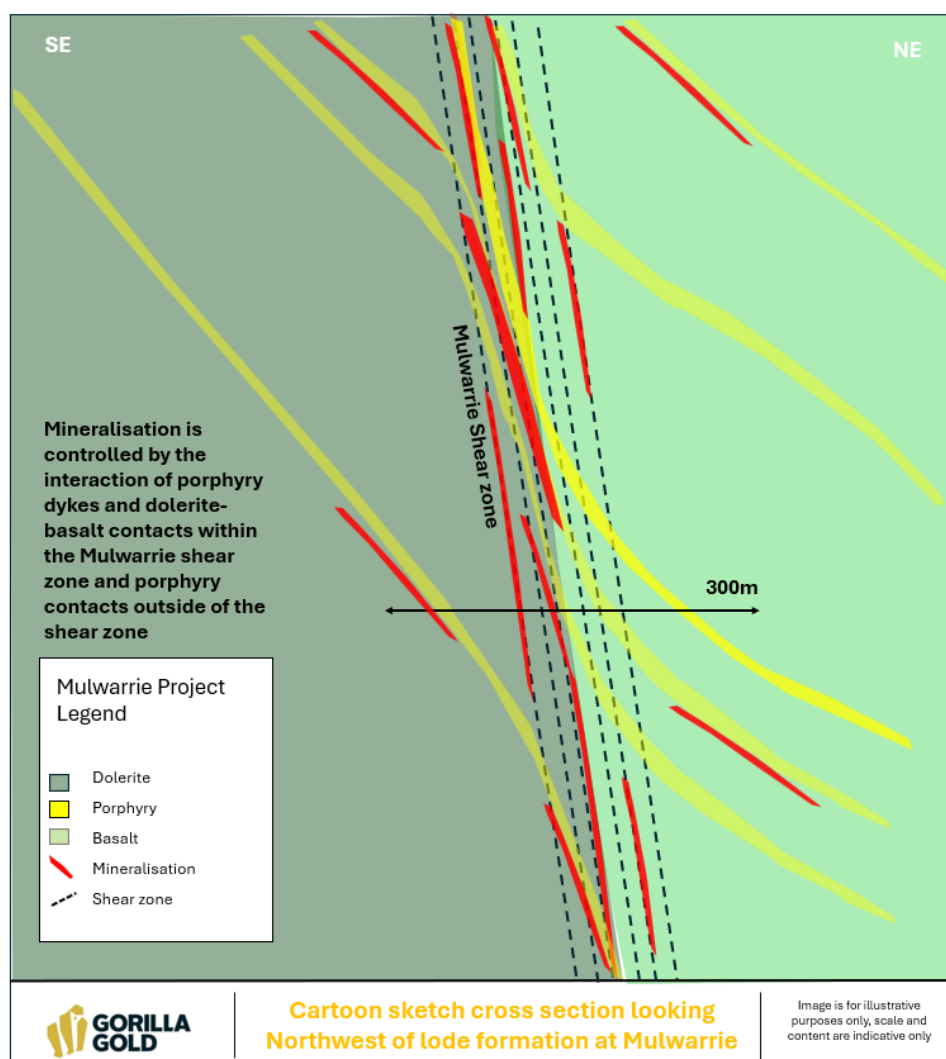 SE
NE
Mulwarrie Shear zone
Mineralisation is
controlled by the
interaction of porphyry
dykes and dolerite-
basalt contacts within
the Mulwarrie shear
zone and porphyry
contacts outside of the
shear zone
300m
Mulwarrie Project
Legend
Dolerite
Porphyry
Basalt
Mineralisation
Shear zone
GORILLA
GOLD
Cartoon sketch cross section looking
Northwest of lode formation at Mulwarrie
Image is for illustrative
purposes only, scale and
content are indicative only